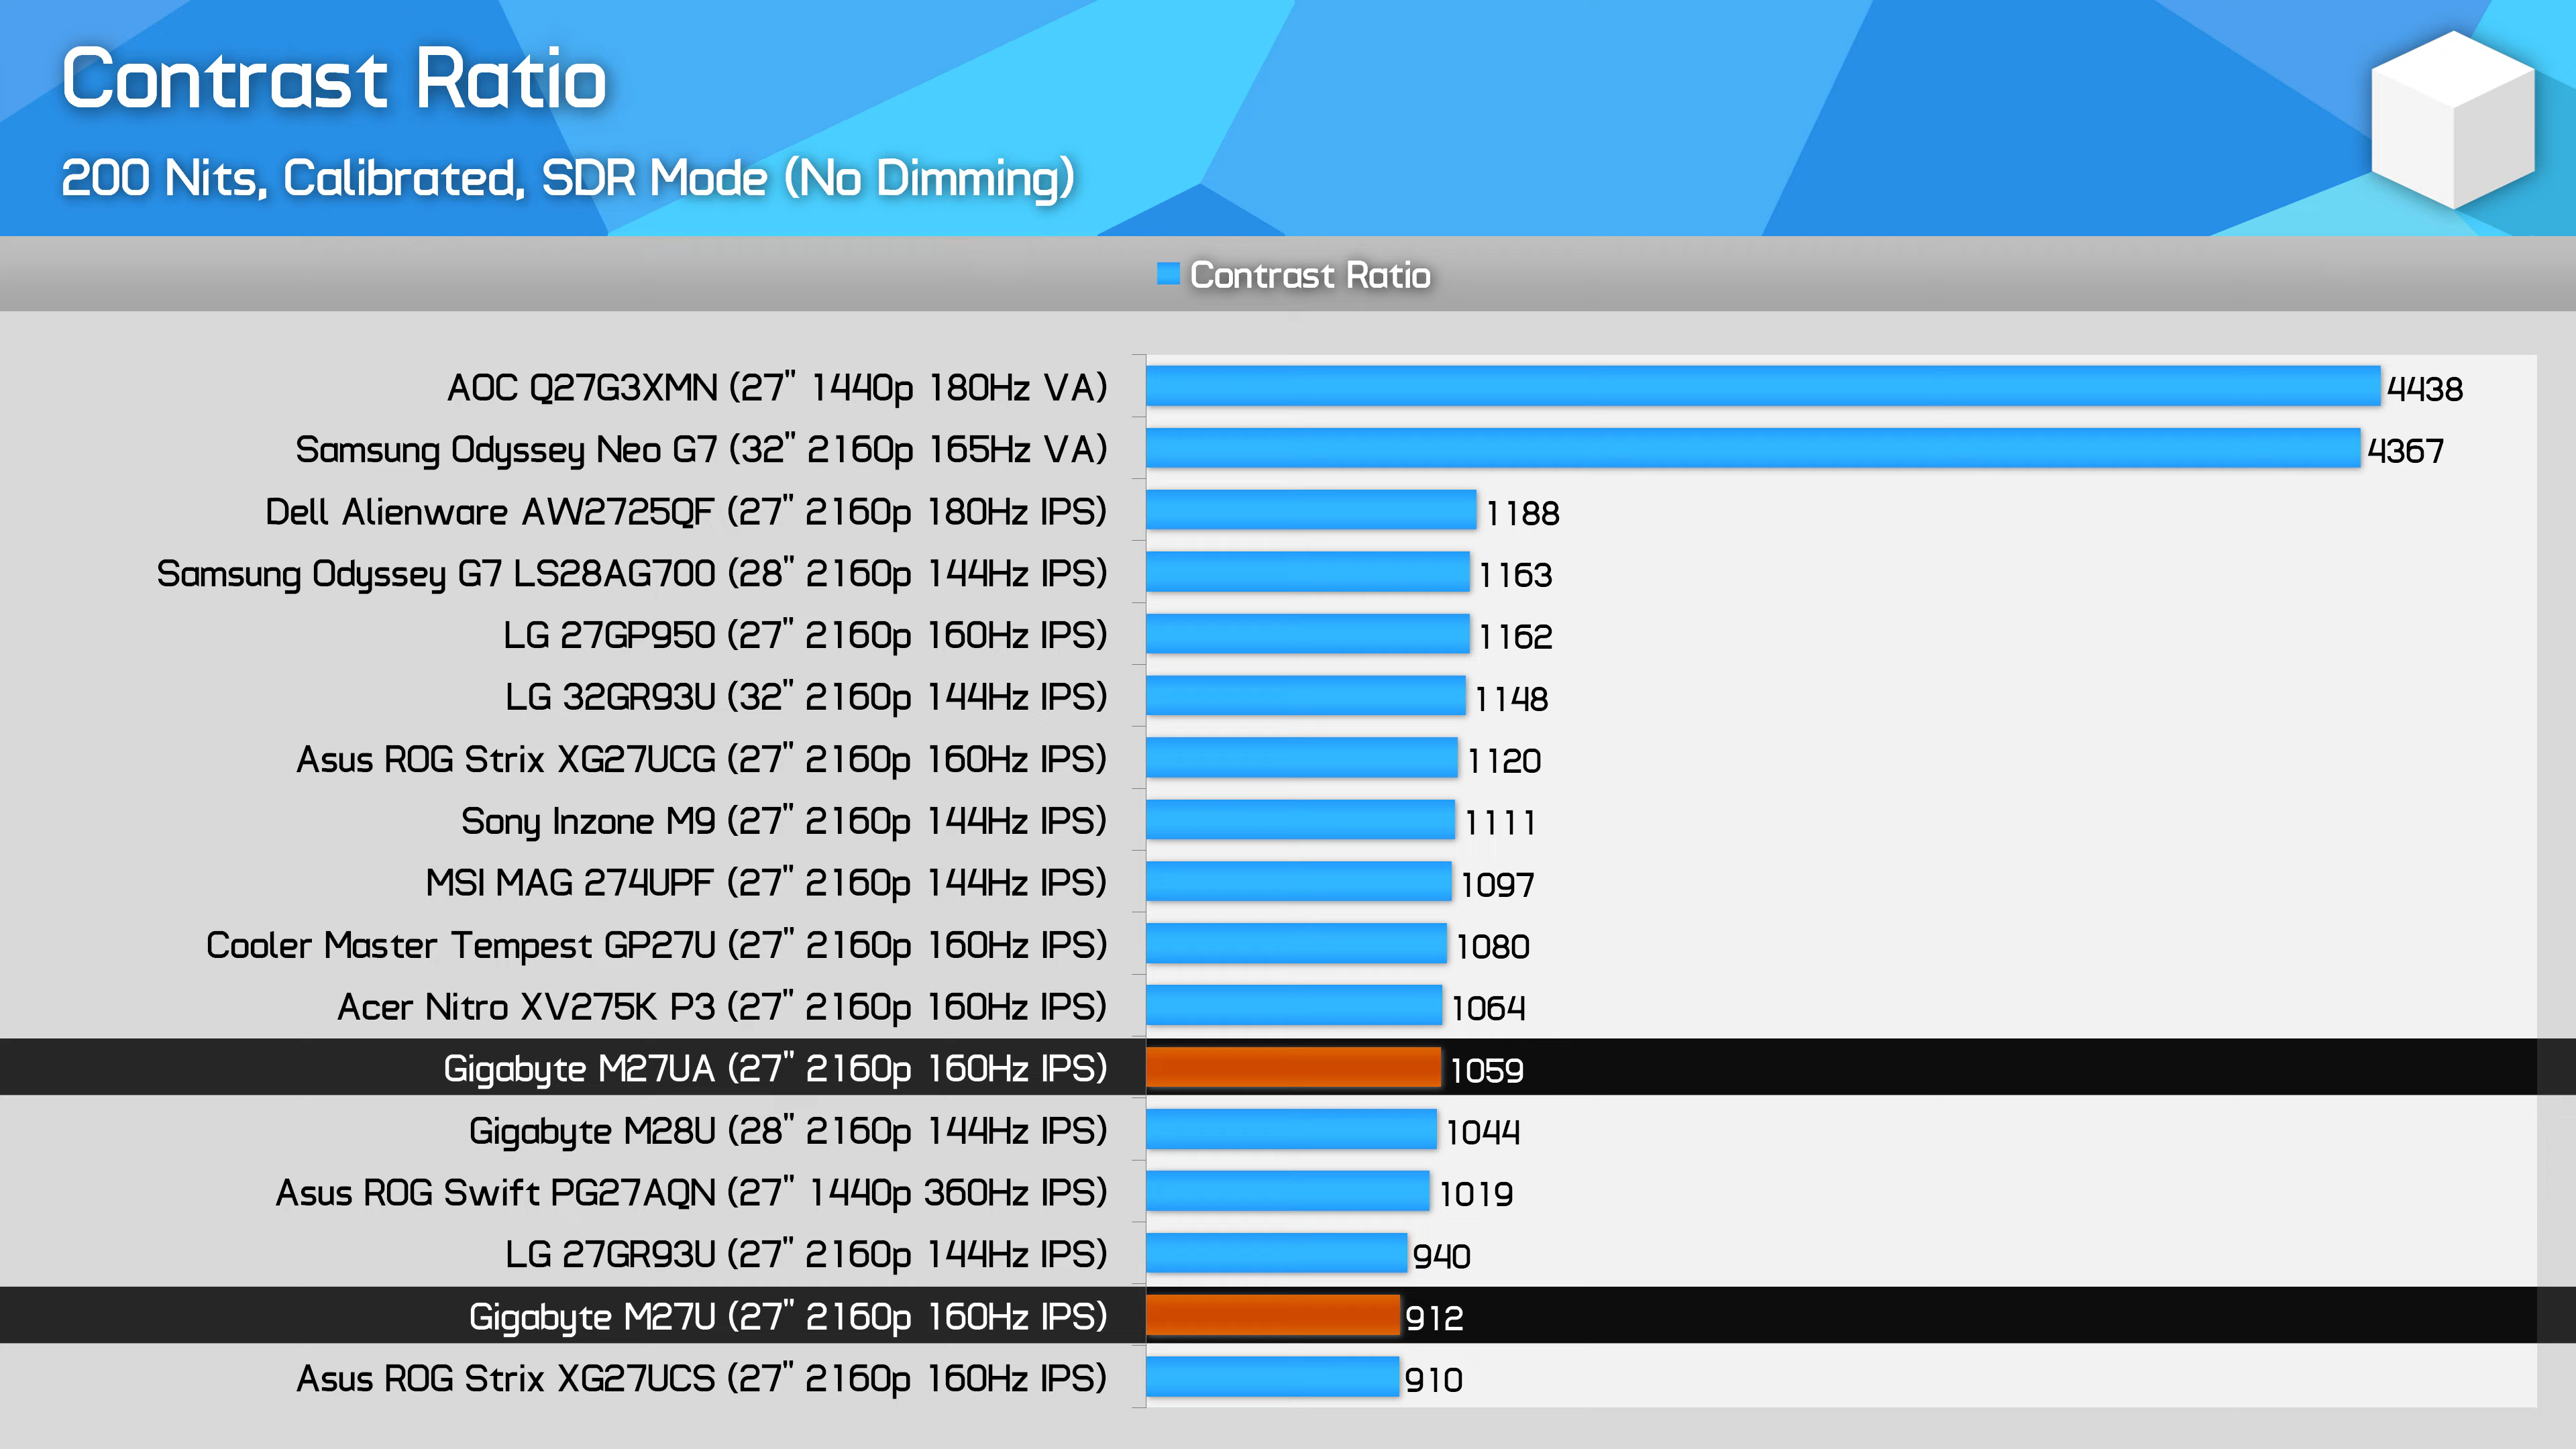 Contrast Ratio
200 Nits, Calibrated, SDR Mode (No Dimming)
Contrast Ratio
AOC Q27G3XMN (27" 1440p 180Hz VA) 4438
Samsung Odyssey Neo G7 (32" 2160p 165Hz VA) 4367
Dell Alienware AW2725QF (27" 2160p 180Hz IPS) 1188
Samsung Odyssey G7 LS28AG700 (28" 2160p 144Hz IPS) 1163
LG 27GP950 (27" 2160p 160Hz IPS) 1162
LG 32GR93U (32" 2160p 144Hz IPS) 1148
Asus ROG Strix XG27UCG (27" 2160p 160Hz IPS) 1120
Sony Inzone M9 (27" 2160p 144Hz IPS) 1111
MSI MAG 274UPF (27" 2160p 144Hz IPS) 1097
Cooler Master Tempest GP27U (27" 2160p 160Hz IPS) 1080
Acer Nitro XV275K P3 (27" 2160p 160Hz IPS) 1064
Gigabyte M27UA (27" 2160p 160Hz IPS) 1059
Gigabyte M28U (28" 2160p 144Hz IPS) 1044
Asus ROG Swift PG27AQN (27" 1440p 360Hz IPS) 1019
LG 27GR93U (27" 2160p 144Hz IPS) 940
Gigabyte M27U (27" 2160p 160Hz IPS) 912
Asus ROG Strix XG27UCS (27" 2160p 160Hz IPS) 910